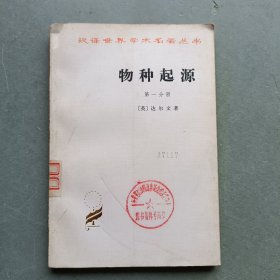 汉译世界学术名著丛书
物种起源
第一分册
〔英〕达尔文著